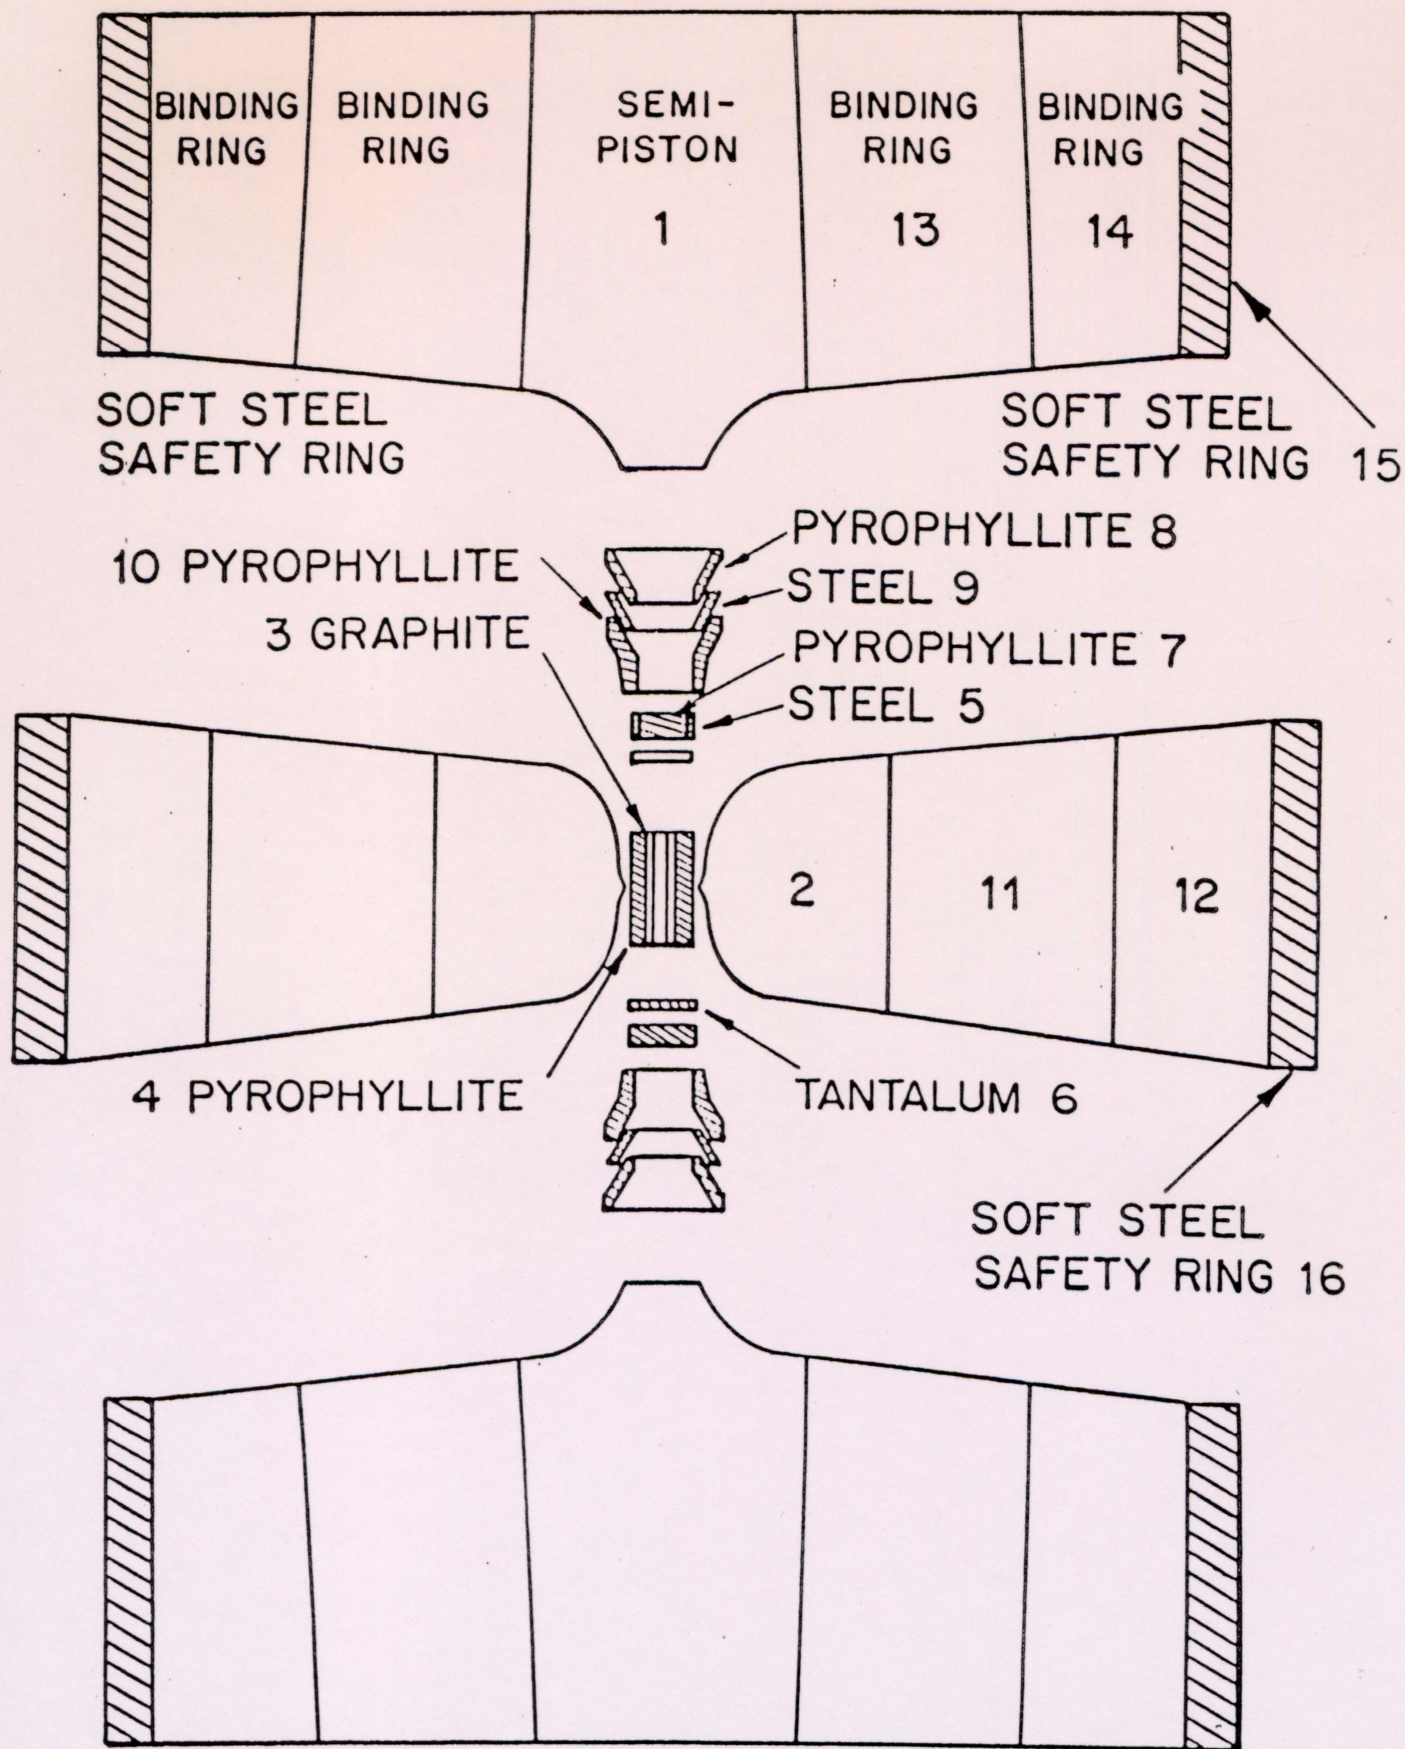 BINDING
RING
BINDING
RING
SEMI-
PISTON
1
BINDING
RING
13
BINDING
RING
14
SOFT STEEL
SAFETY RING
SOFT STEEL
SAFETY RING 15
10 PYROPHYLLITE
PYROPHYLLITE 8
STEEL 9
3 GRAPHITE
PYROPHYLLITE 7
STEEL 5
2
11
12
4 PYROPHYLLITE
TANTALUM 6
SOFT STEEL
SAFETY RING 16